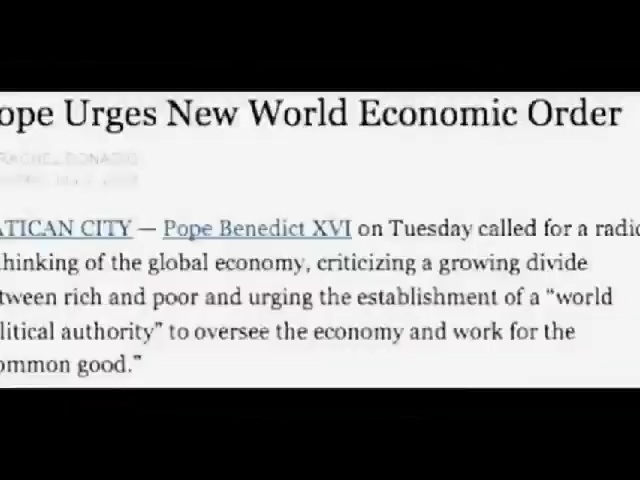 ope Urges New World Economic Order
RACHEL DONADIO
ATICAN CITY — Pope Benedict XVI on Tuesday called for a radic
thinking of the global economy, criticizing a growing divide
tween rich and poor and urging the establishment of a “world
litical authority” to oversee the economy and work for the
ommon good.”